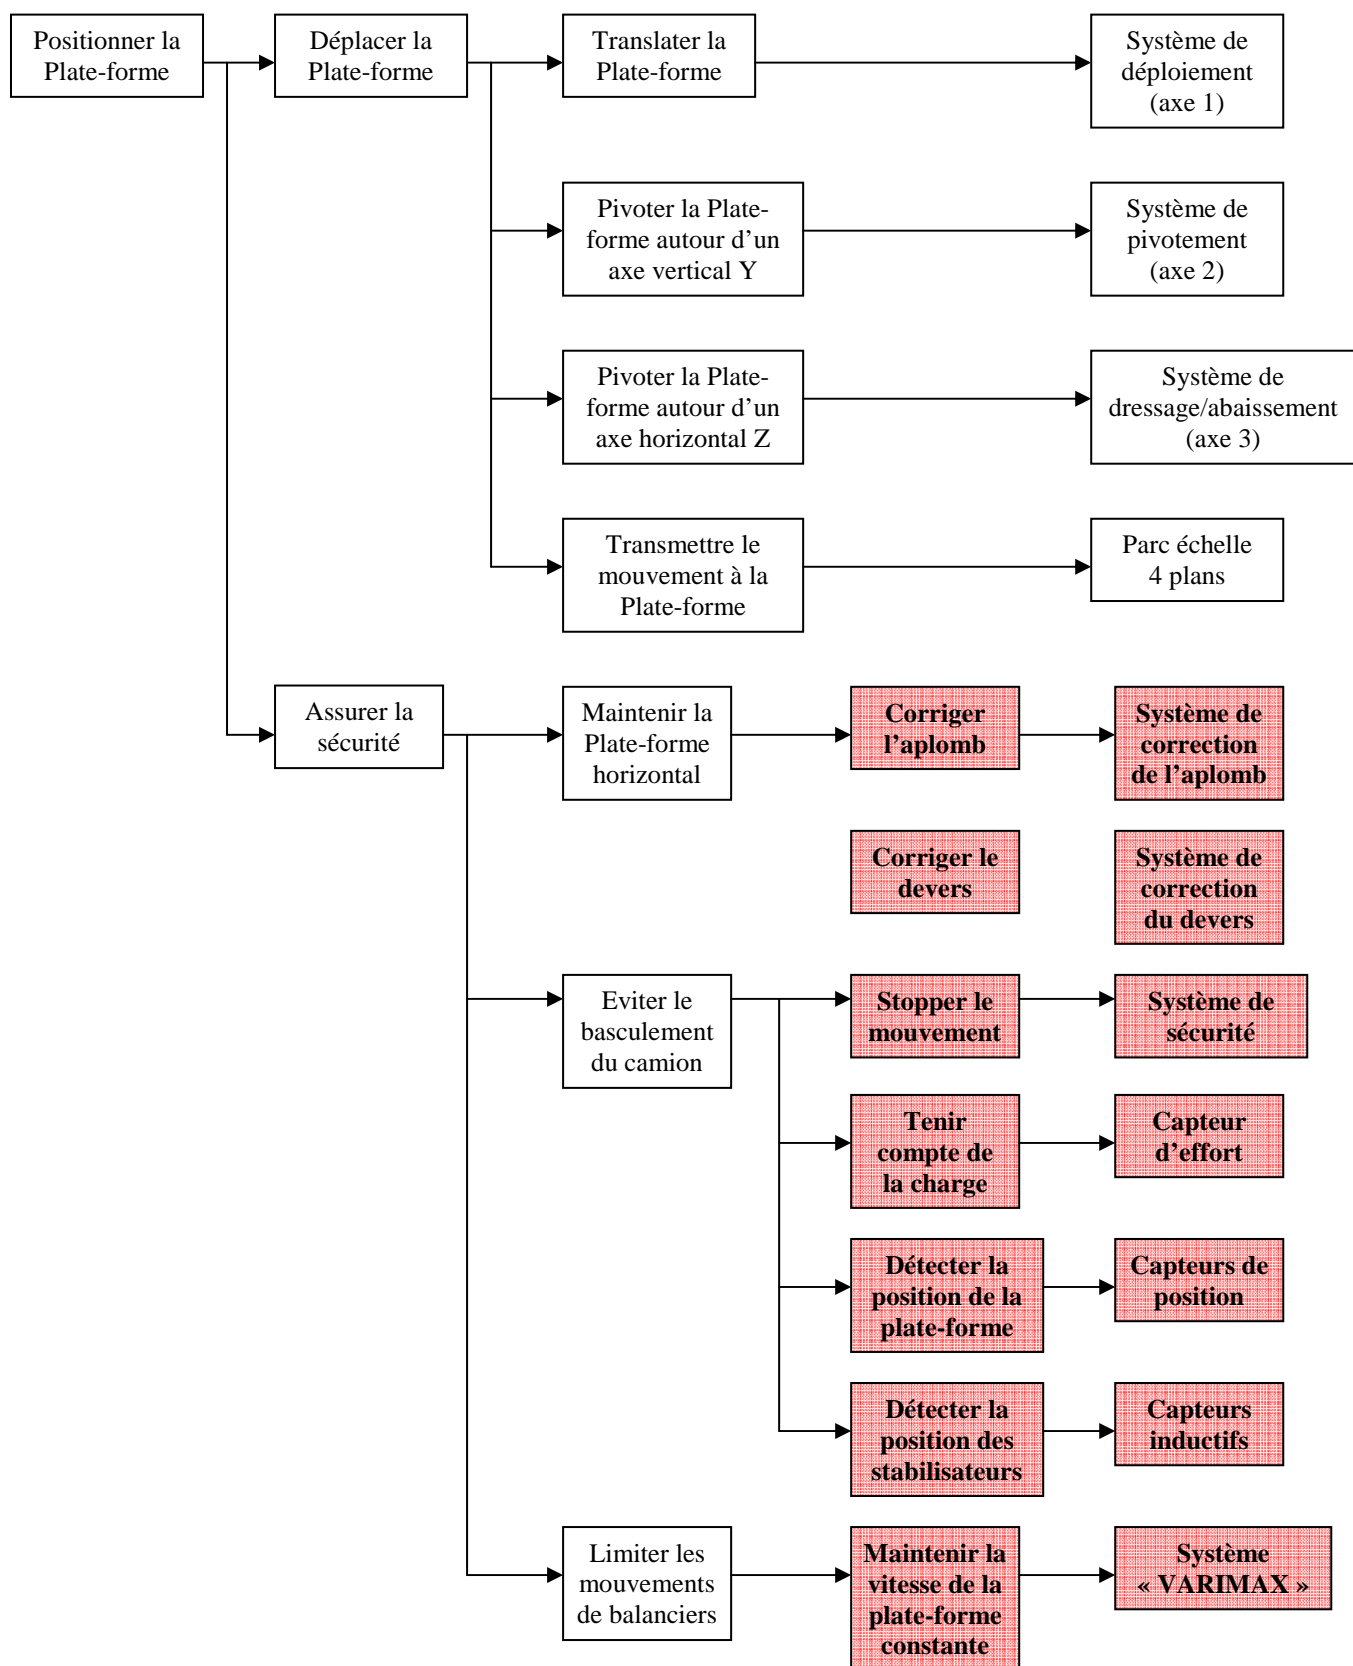 Positionner la
Plate-forme
Déplacer la
Plate-forme
Translater la
Plate-forme
Système de
déploiement
(axe 1)
Pivoter la Plate-
forme autour d’un
axe vertical Y
Système de
pivotement
(axe 2)
Pivoter la Plate-
forme autour d’un
axe horizontal Z
Système de
dressage/abaissement
(axe 3)
Transmettre le
mouvement à la
Plate-forme
Parc échelle
4 plans
Assurer la
sécurité
Maintenir la
Plate-forme
horizontal
Corriger
l’aplomb
Système de
correction
de l’aplomb
Corriger le
devers
Système de
correction
du devers
Eviter le
basculement
du camion
Stopper le
mouvement
Système de
sécurité
Tenir
compte de
la charge
Capteur
d’effort
Détecter la
position de la
plate-forme
Capteurs de
position
Détecter la
position des
stabilisateurs
Capteurs
inductifs
Limiter les
mouvements
de balanciers
Maintenir la
vitesse de la
plate-forme
constante
Système
« VARIMAX »